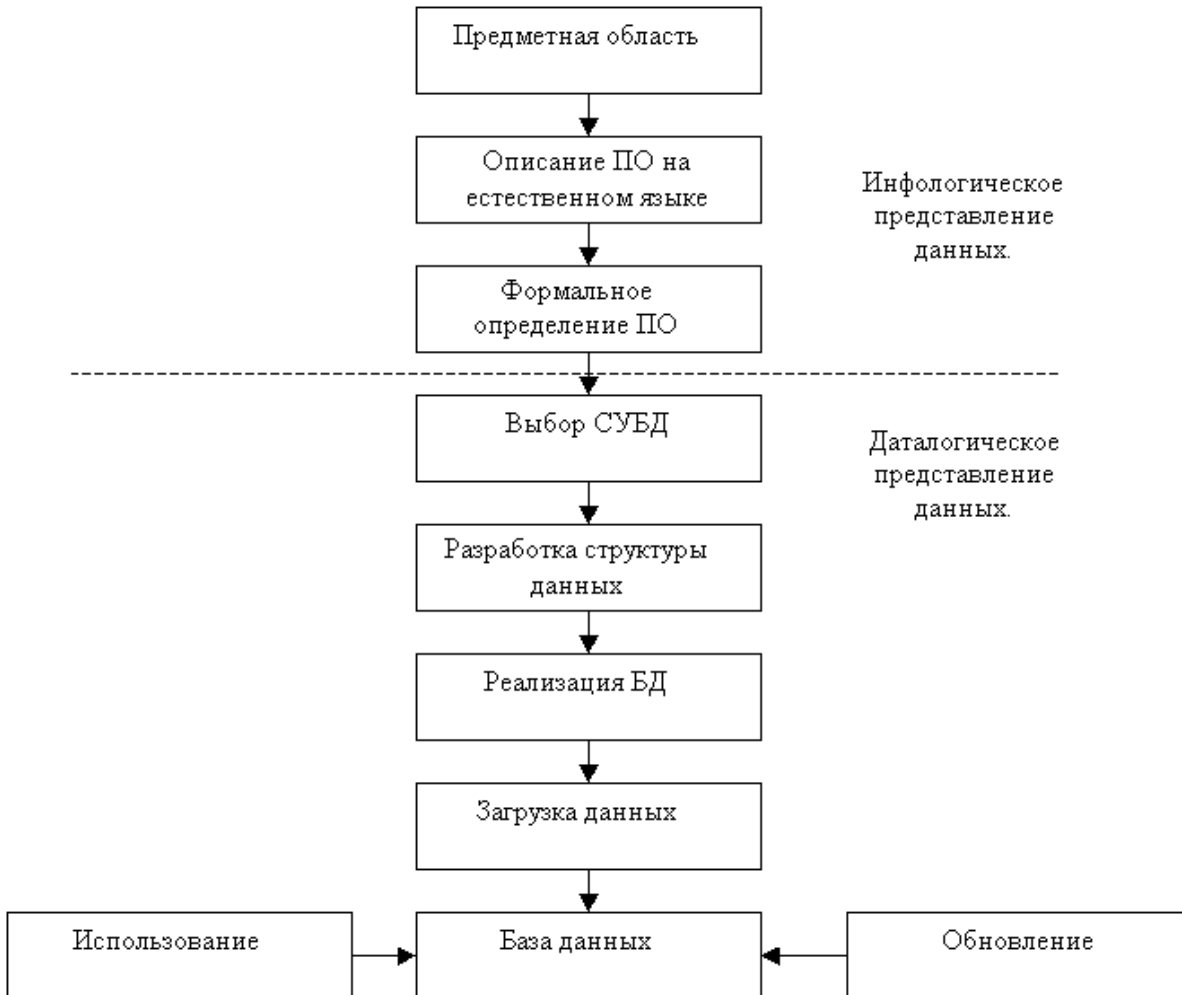 Предметная область
Описание ПО на
естественном языке
Инфологическое
представление
данных.
Формальное
определение ПО
Выбор СУБД
Даталогическое
представление
данных.
Разработка структуры
данных
Реализация БД
Загрузка данных
Использование
База данных
Обновление